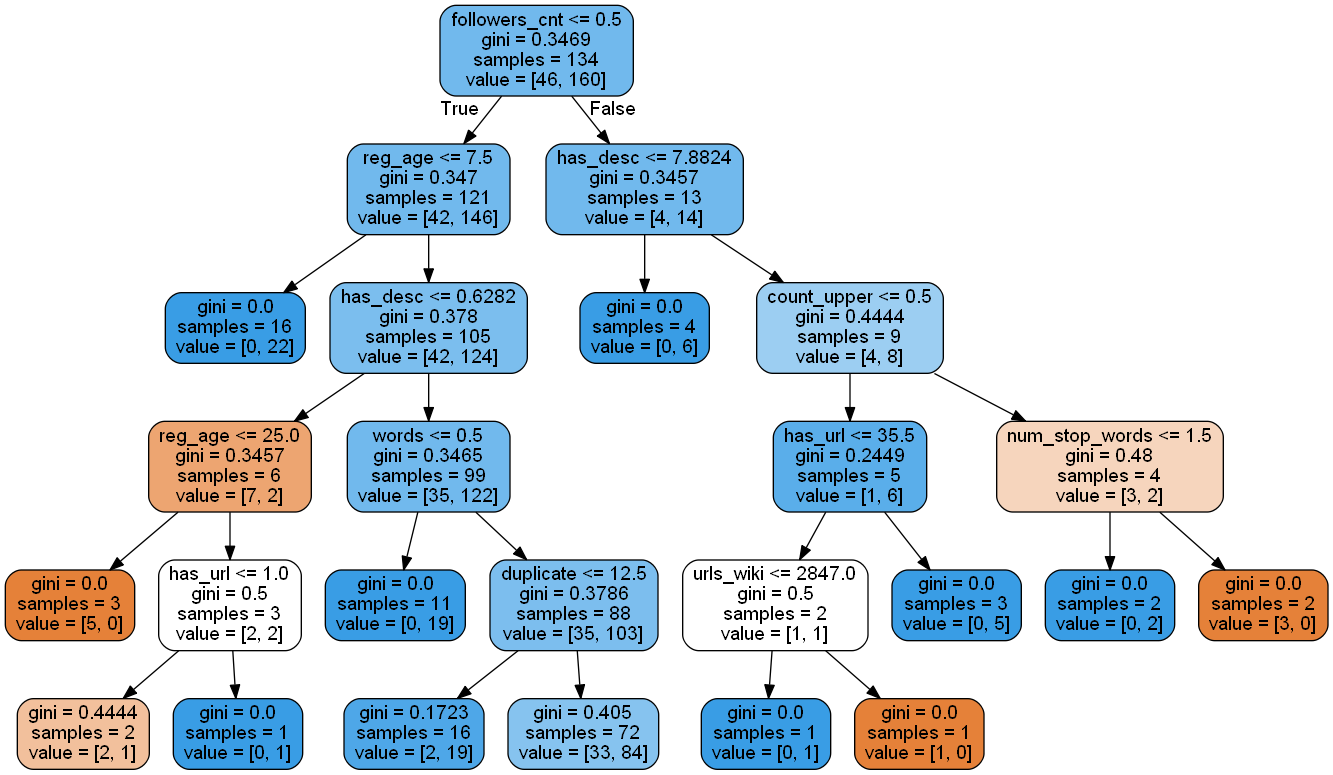 followers_cnt <= 0.5
gini = 0.3469
samples = 134
value = [46, 160]
True
False
reg_age <= 7.5
gini = 0.347
samples = 121
value = [42, 146]
has_desc <= 7.8824
gini = 0.3457
samples = 13
value = [4, 14]
gini = 0.0
samples = 16
value = [0, 22]
has_desc <= 0.6282
gini = 0.378
samples = 105
value = [42, 124]
gini = 0.0
samples = 4
value = [0, 6]
count_upper <= 0.5
gini = 0.4444
samples = 9
value = [4, 8]
reg_age <= 25.0
gini = 0.3457
samples = 6
value = [7, 2]
words <= 0.5
gini = 0.3465
samples = 99
value = [35, 122]
has_url <= 35.5
gini = 0.2449
samples = 5
value = [1, 6]
num_stop_words <= 1.5
gini = 0.48
samples = 4
value = [3, 2]
gini = 0.0
samples = 3
value = [5, 0]
has_url <= 1.0
gini = 0.5
samples = 3
value = [2, 2]
gini = 0.0
samples = 11
value = [0, 19]
duplicate <= 12.5
gini = 0.3786
samples = 88
value = [35, 103]
urls_wiki <= 2847.0
gini = 0.5
samples = 2
value = [1, 1]
gini = 0.0
samples = 3
value = [0, 5]
gini = 0.0
samples = 2
value = [0, 2]
gini = 0.0
samples = 2
value = [3, 0]
gini = 0.4444
samples = 2
value = [2, 1]
gini = 0.0
samples = 1
value = [0, 1]
gini = 0.1723
samples = 16
value = [2, 19]
gini = 0.405
samples = 72
value = [33, 84]
gini = 0.0
samples = 1
value = [0, 1]
gini = 0.0
samples = 1
value = [1, 0]